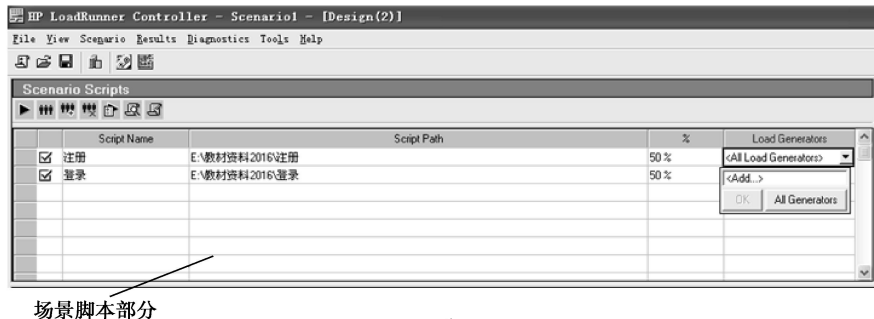 HP LoadRunner Controller - Scenario1 - [Design(2)]
File View Scenario Results Diagnostics Tools Help
Scenario Scripts
Script Name Script Path % Load Generators
注册 E:\教材资料2016\注册 50 % <All Load Generators>
登录 E:\教材资料2016\登录 50 % <Add...>
OK All Generators
场景脚本部分